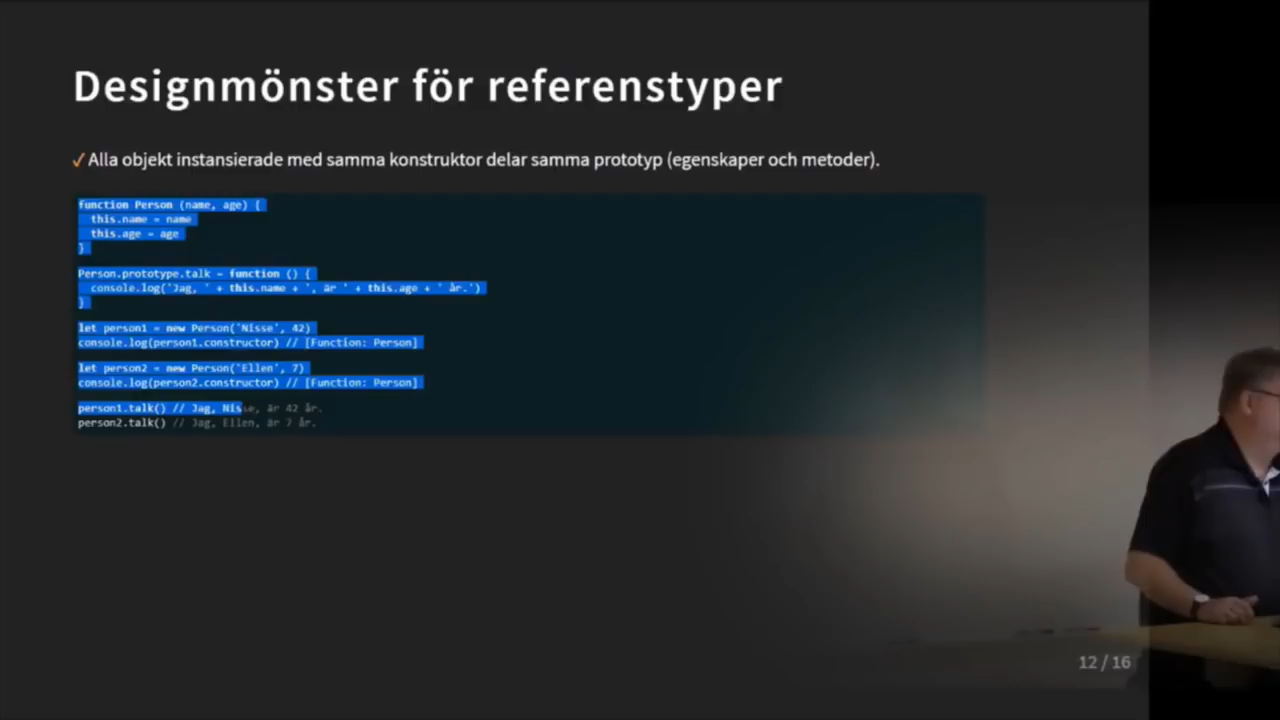 Designmönster för referenstyper
✓ Alla objekt instansierade med samma konstruktor delar samma prototyp (egenskaper och metoder).
function Person (name, age) {
  this.name = name
  this.age = age
}
Person.prototype.talk = function () {
  console.log('Jag, ' + this.name + ', är ' + this.age + ' år.')
}
let person1 = new Person('Nisse', 42)
console.log(person1.constructor) // [Function: Person]
let person2 = new Person('Ellen', 7)
console.log(person2.constructor) // [Function: Person]
person1.talk() // Jag, Nisse, är 42 år.
person2.talk() // Jag, Ellen, är 7 år.
12 / 16